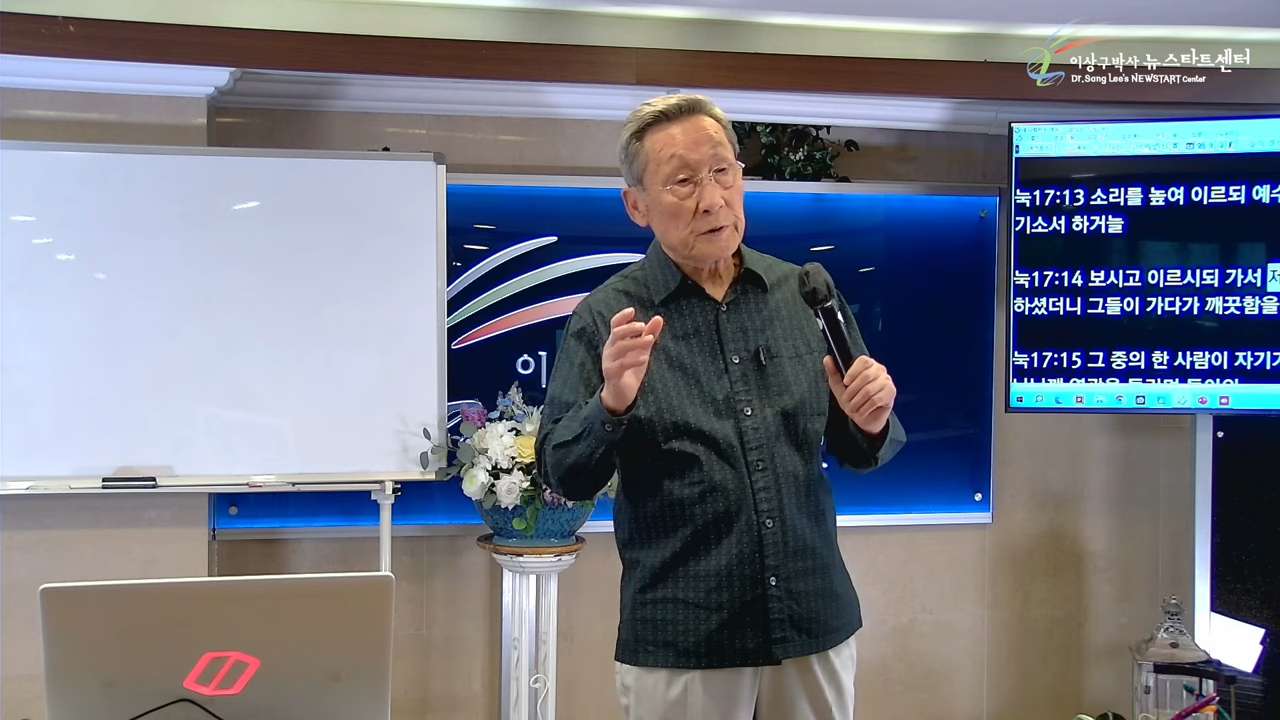 이상구박사 뉴스타트센터
Dr. Sang Lee's NEWSTART Center
눅17:13 소리를 높여 이르되 예수
기소서 하거늘
눅17:14 보시고 이르시되 가서
하셨더니 그들이 가다가 깨끗함을
눅17:15 그 중의 한 사람이 자기가
이